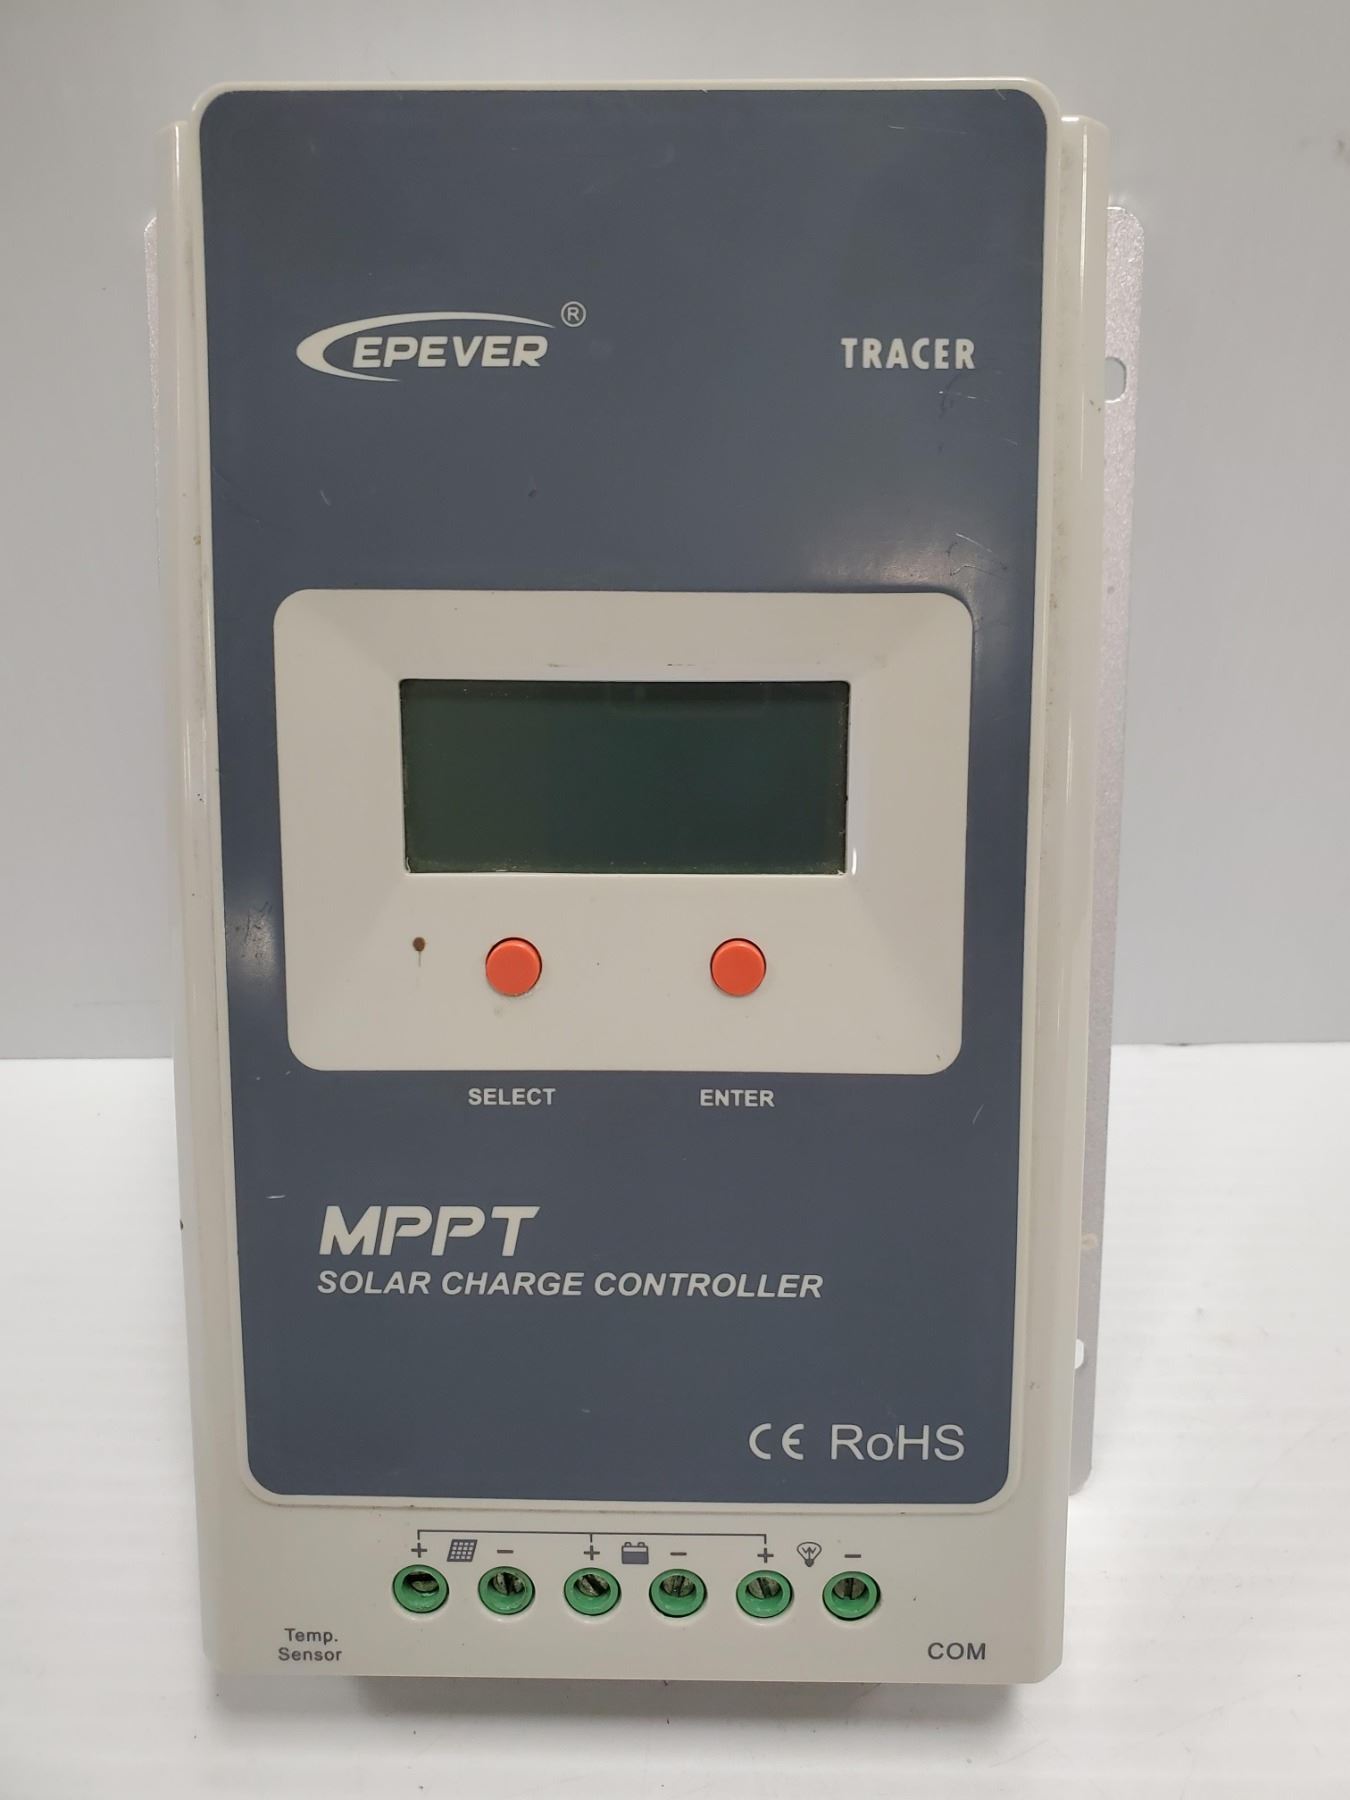 EPEVER ®
TRACER
SELECT
ENTER
MPPT
SOLAR CHARGE CONTROLLER
CE RoHS
+ − + − + −
Temp.
Sensor
COM